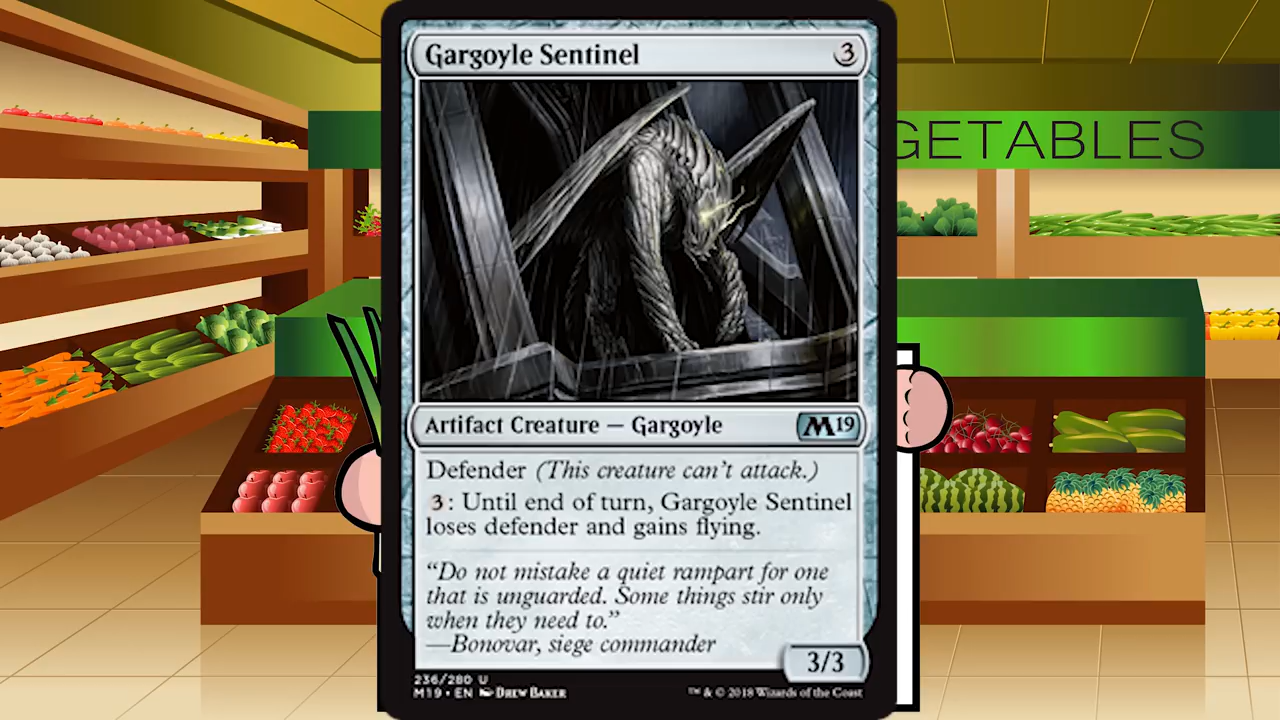 Gargoyle Sentinel 3
GETABLES
Artifact Creature — Gargoyle M19
Defender (This creature can't attack.)
3: Until end of turn, Gargoyle Sentinel
loses defender and gains flying.
"Do not mistake a quiet rampart for one
that is unguarded. Some things stir only
when they need to."
—Bonovar, siege commander
3/3
236/280 U
M19 • EN Drew Baker
™ & © 2018 Wizards of the Coast